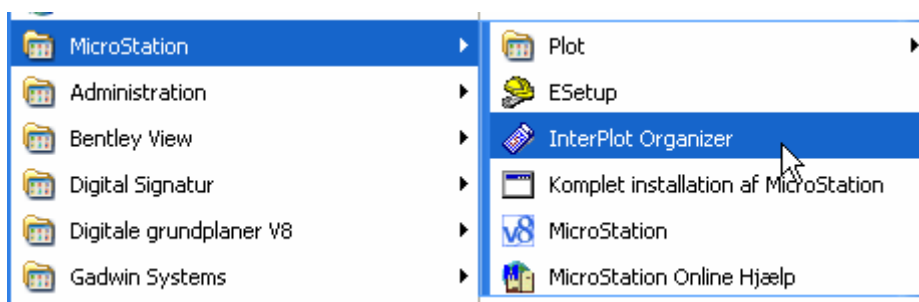 MicroStation
Administration
Bentley View
Digital Signatur
Digitale grundplaner V8
Gadwin Systems
Plot
ESetup
InterPlot Organizer
Komplet installation af MicroStation
v8 MicroStation
MicroStation Online Hjælp